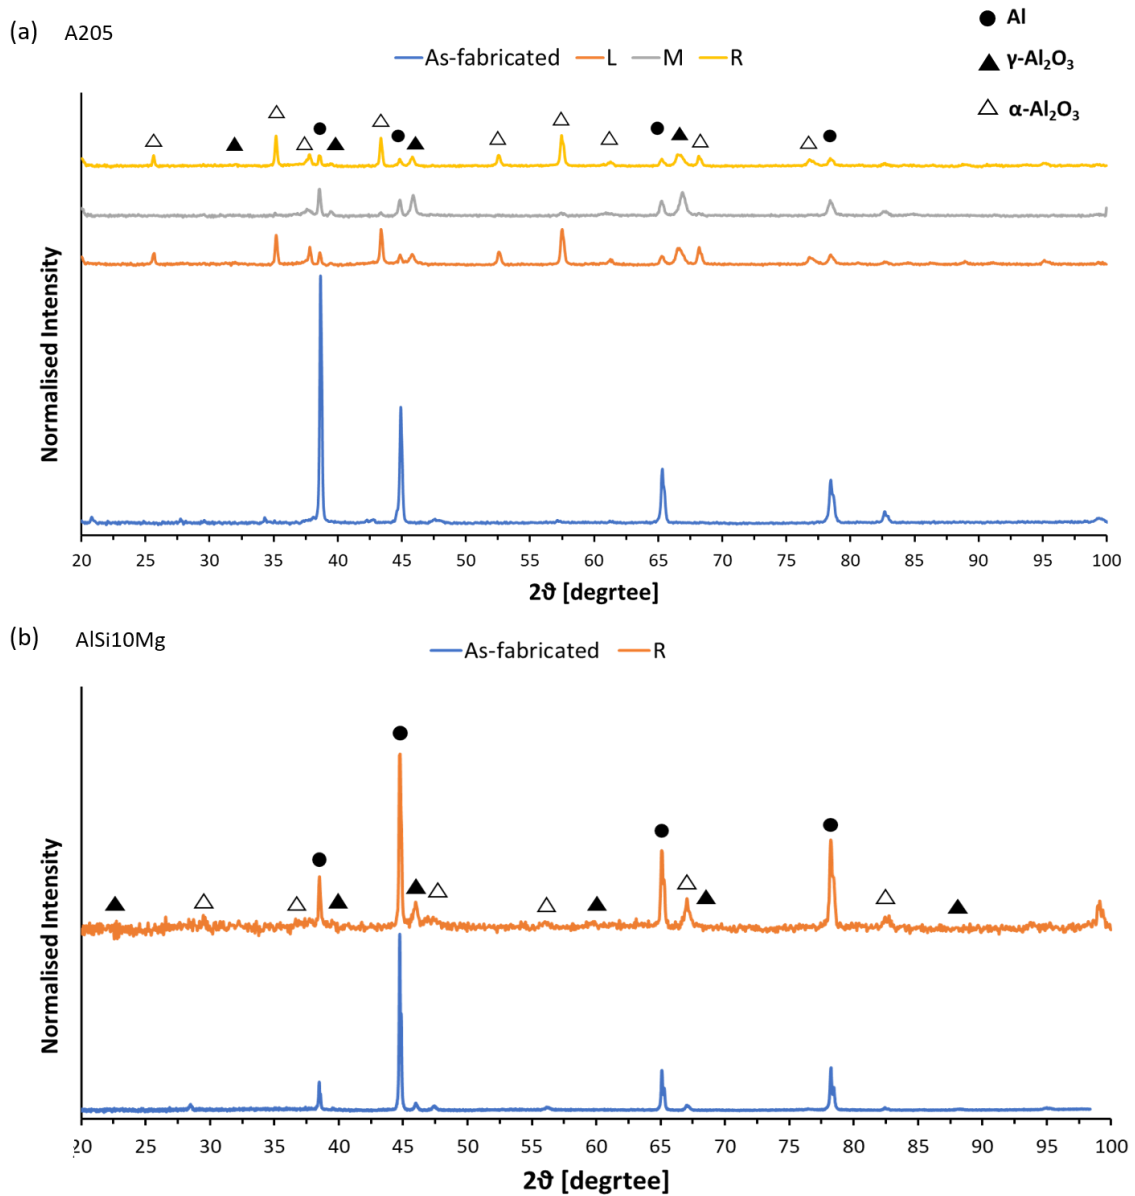 (a) A205
Al
γ-Al₂O₃
α-Al₂O₃
As-fabricated L M R
Normalised Intensity
20 25 30 35 40 45 50 55 60 65 70 75 80 85 90 95 100
2ϑ [degrtee]
(b) AlSi10Mg
As-fabricated R
Normalised Intensity
20 25 30 35 40 45 50 55 60 65 70 75 80 85 90 95 100
2ϑ [degrtee]